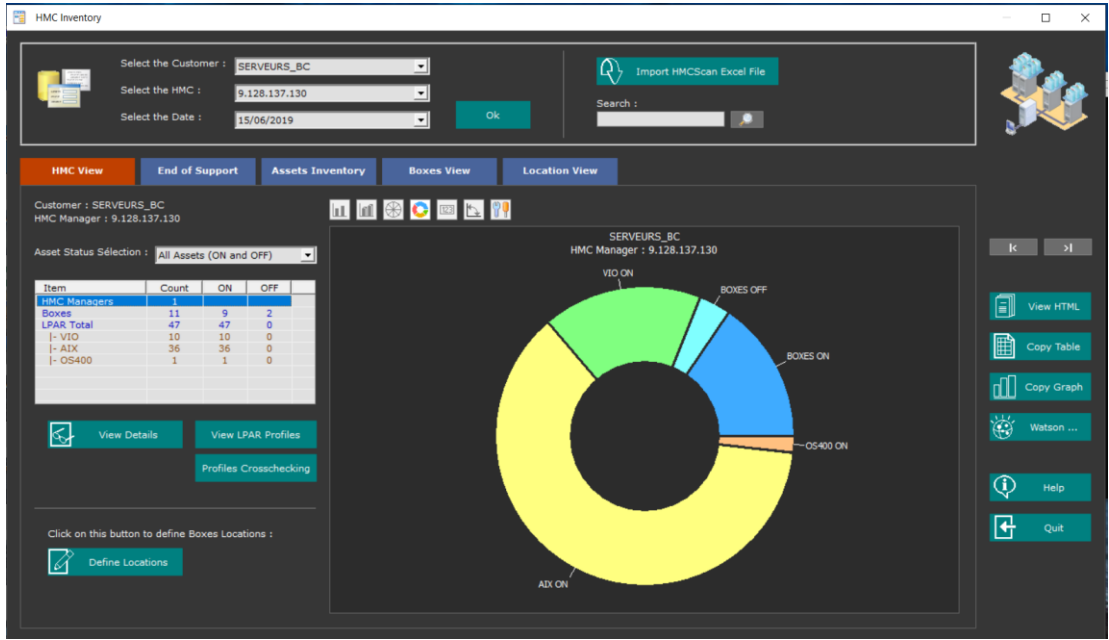 HMC Inventory
Select the Customer : SERVEURS_BC
Select the HMC : 9.128.137.130
Select the Date : 15/06/2019
Ok
Import HMCScan Excel File
Search :
HMC View End of Support Assets Inventory Boxes View Location View
Customer : SERVEURS_BC
HMC Manager : 9.128.137.130
Asset Status Sélection : All Assets (ON and OFF)
Item Count ON OFF
HMC Managers 1
Boxes 11 9 2
LPAR Total 47 47 0
|- VIO 10 10 0
|- AIX 36 36 0
|- OS400 1 1 0
View Details View LPAR Profiles
Profiles Crosschecking
Click on this button to define Boxes Locations :
Define Locations
SERVEURS_BC
HMC Manager : 9.128.137.130
VIO ON
BOXES OFF
BOXES ON
OS400 ON
AIX ON
View HTML
Copy Table
Copy Graph
Watson ...
Help
Quit